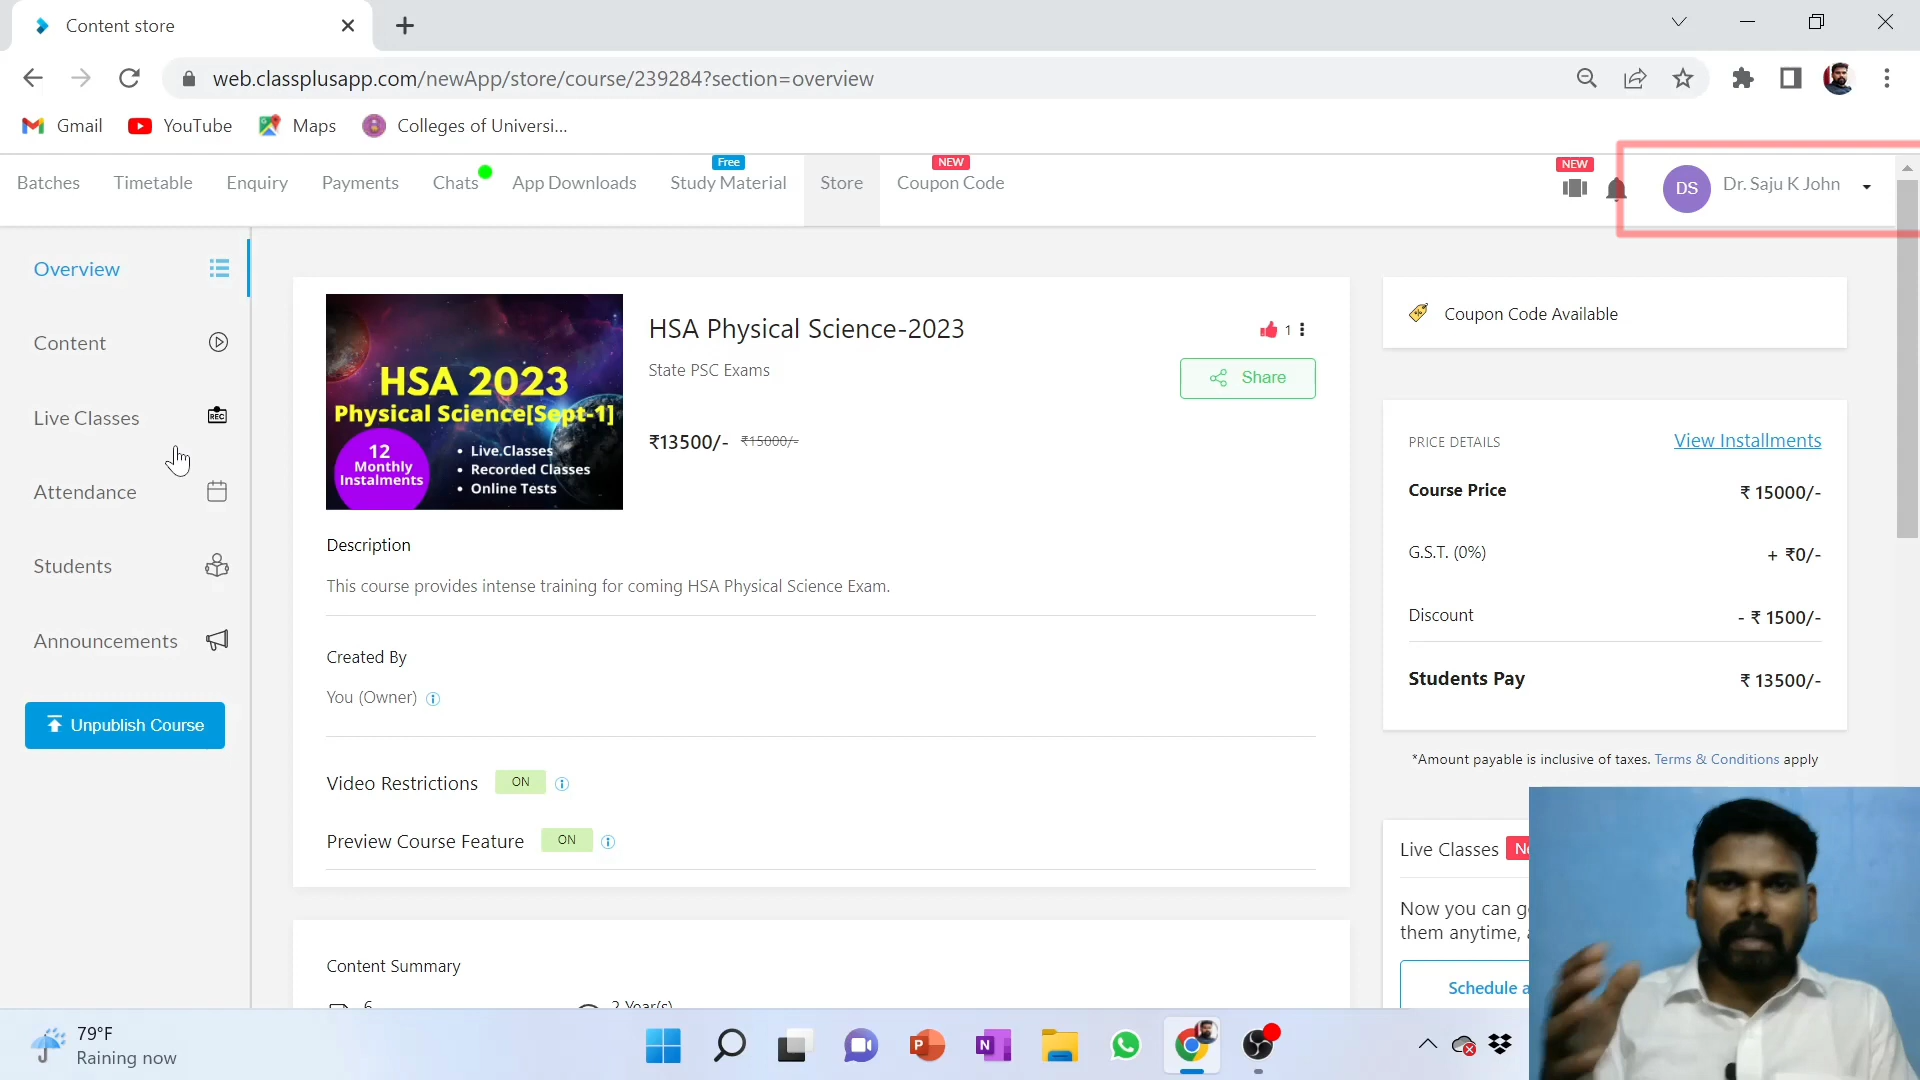 Content store
web.classplusapp.com/newApp/store/course/239284?section=overview
Gmail
YouTube
Maps
Colleges of Universi...
Batches
Timetable
Enquiry
Payments
Chats
App Downloads
Free
Study Material
Store
NEW
Coupon Code
NEW
DS
Dr. Saju K John
Overview
Content
Live Classes
REC
Attendance
Students
Announcements
Unpublish Course
HSA 2023
Physical Science[Sept-1]
12
Monthly
Instalments
• Live.Classes
• Recorded Classes
• Online Tests
HSA Physical Science-2023
1
State PSC Exams
Share
₹13500/- ₹15000/-
Description
This course provides intense training for coming HSA Physical Science Exam.
Created By
You (Owner)
Video Restrictions ON
Preview Course Feature ON
Content Summary
6
2 Year(s)
Coupon Code Available
PRICE DETAILS
View Installments
Course Price ₹ 15000/-
G.S.T. (0%) + ₹0/-
Discount - ₹ 1500/-
Students Pay ₹ 13500/-
*Amount payable is inclusive of taxes. Terms & Conditions apply
Live Classes
Now you can
them anytime,
Schedule
79°F
Raining now